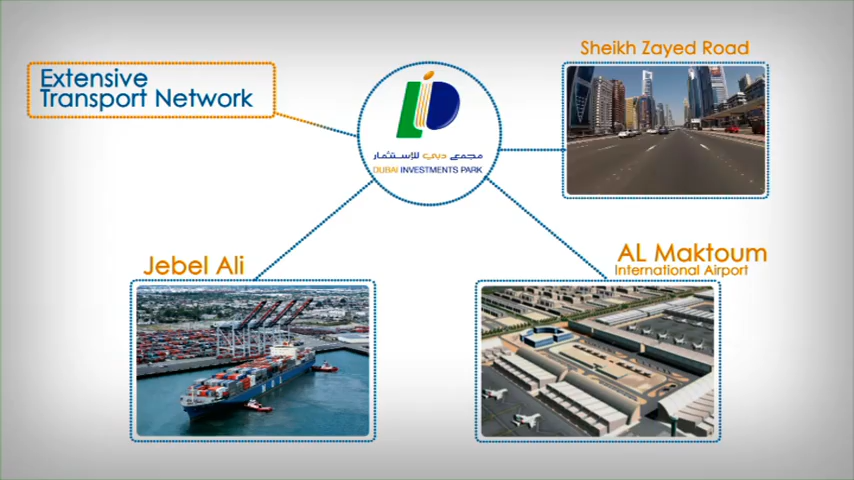 Sheikh Zayed Road
Extensive
Transport Network
مجمع دبي للإستثمار
DUBAI INVESTMENTS PARK
Jebel Ali
AL Maktoum
International Airport